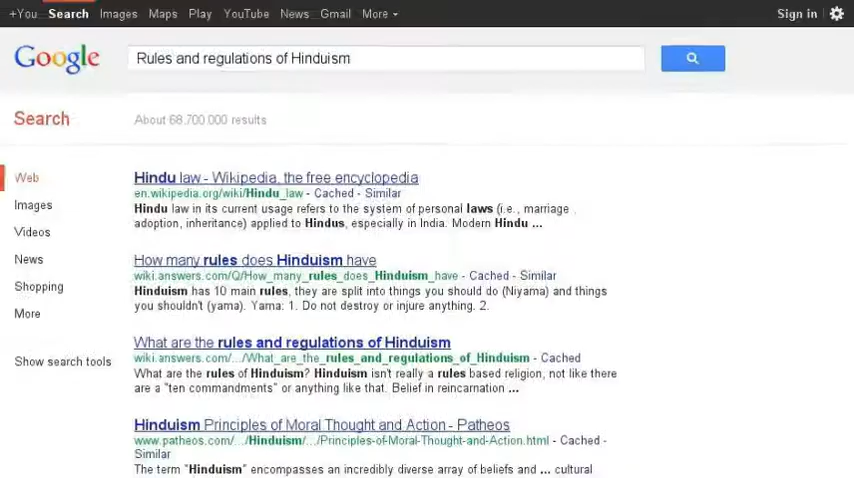 +You Search Images Maps Play YouTube News Gmail More Sign in
Google Rules and regulations of Hinduism
Search About 68,700,000 results
Web
Images
Videos
News
Shopping
More
Show search tools
Hindu law - Wikipedia, the free encyclopedia
en.wikipedia.org/wiki/Hindu_law - Cached - Similar
Hindu law in its current usage refers to the system of personal laws (i.e., marriage ,
adoption, inheritance) applied to Hindus, especially in India. Modern Hindu ...
How many rules does Hinduism have
wiki.answers.com/Q/How_many_rules_does_Hinduism_have - Cached - Similar
Hinduism has 10 main rules, they are split into things you should do (Niyama) and things
you shouldn't (yama). Yama: 1. Do not destroy or injure anything. 2.
What are the rules and regulations of Hinduism
wiki.answers.com/.../What_are_the_rules_and_regulations_of_Hinduism - Cached
What are the rules of Hinduism? Hinduism isn't really a rules based religion, not like there
are a "ten commandments" or anything like that. Belief in reincarnation ...
Hinduism Principles of Moral Thought and Action - Patheos
www.patheos.com/.../Hinduism/.../Principles-of-Moral-Thought-and-Action.html - Cached -
Similar
The term "Hinduism" encompasses an incredibly diverse array of beliefs and ... cultural